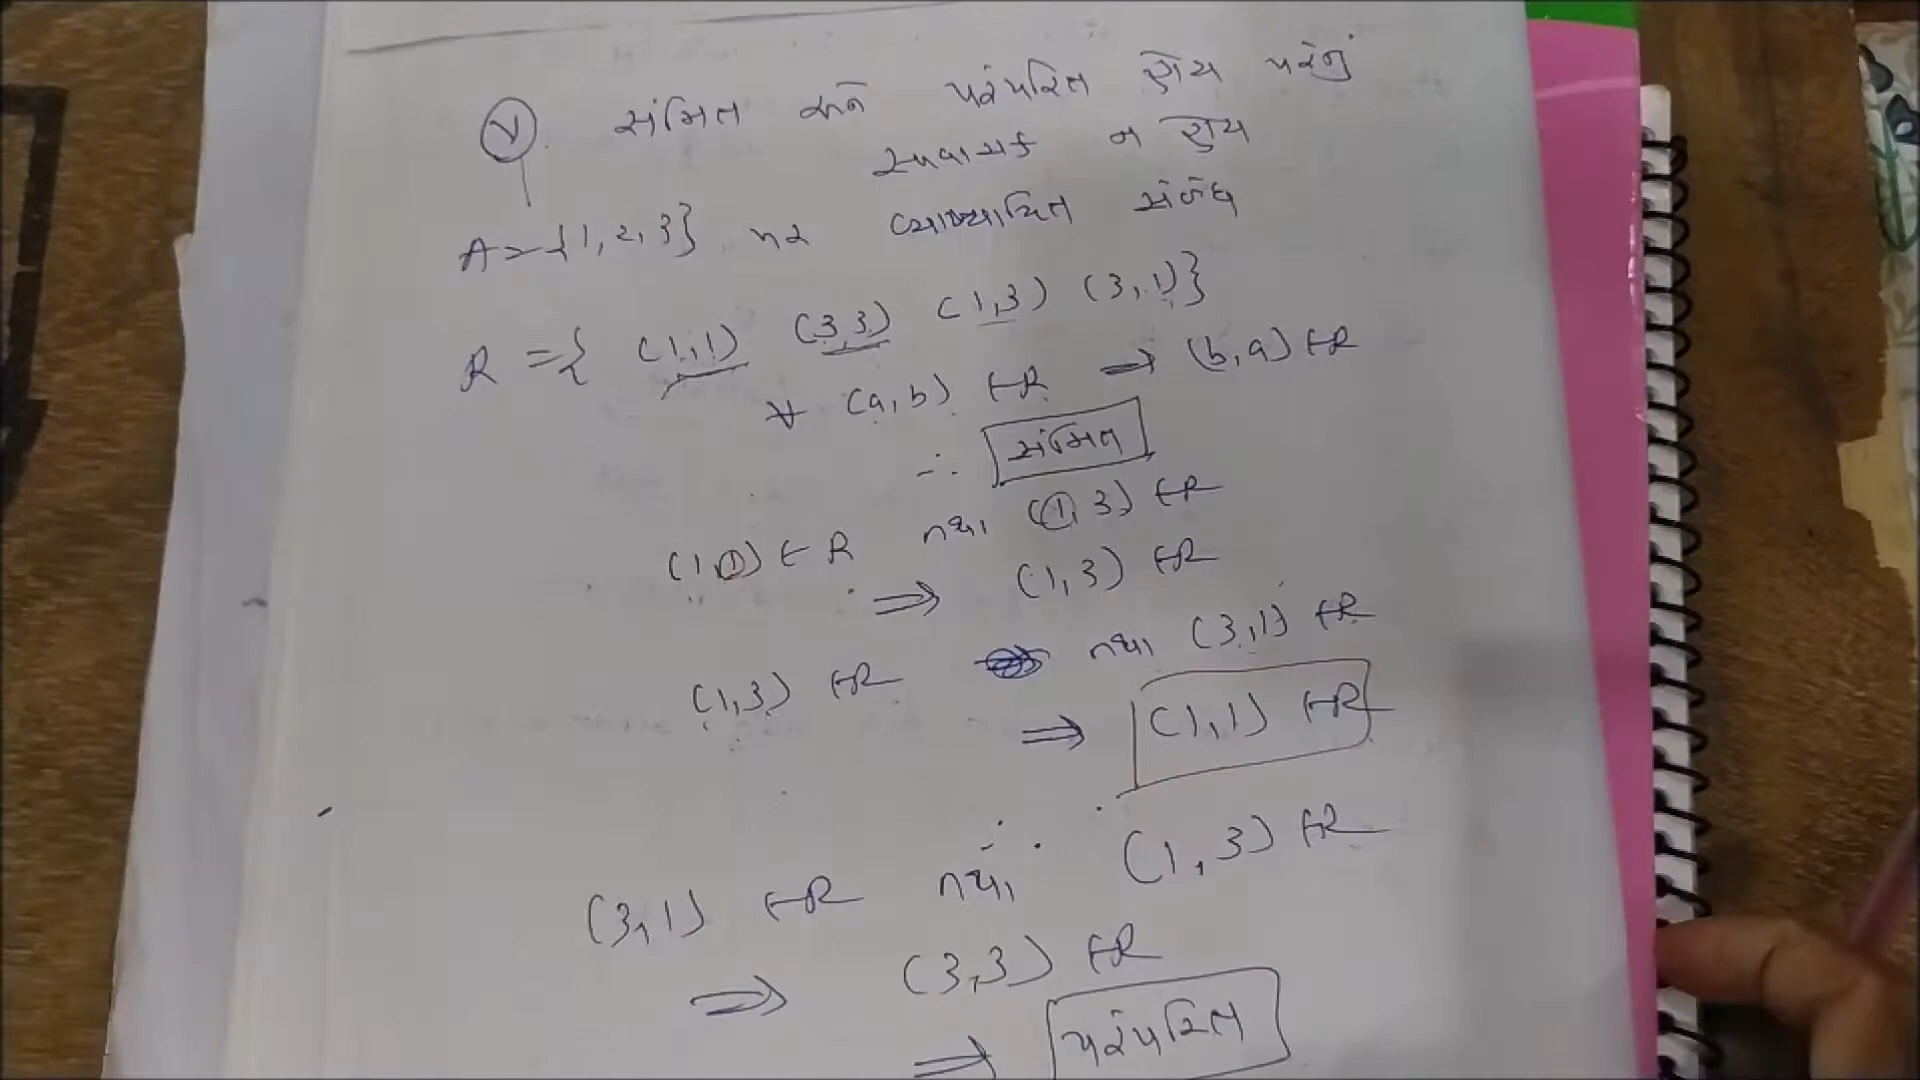 (V) સંમિત અને પરંપરિત હોય પરંતુ
સ્વવાચક ન હોય
A = {1, 2, 3} પર વ્યાખ્યાયિત સંબંધ
R = { (1,1) (3,3) (1,3) (3,1)}
∀ (a,b) ∈ R ⇒ (b,a) ∈ R
∴ સંમિત
(1,1) ∈ R તથા (1,3) ∈ R
⇒ (1,3) ∈ R
(1,3) ∈ R તથા (3,1) ∈ R
⇒ (1,1) ∈ R
(3,1) ∈ R તથા (1,3) ∈ R
⇒ (3,3) ∈ R
⇒ પરંપરિત